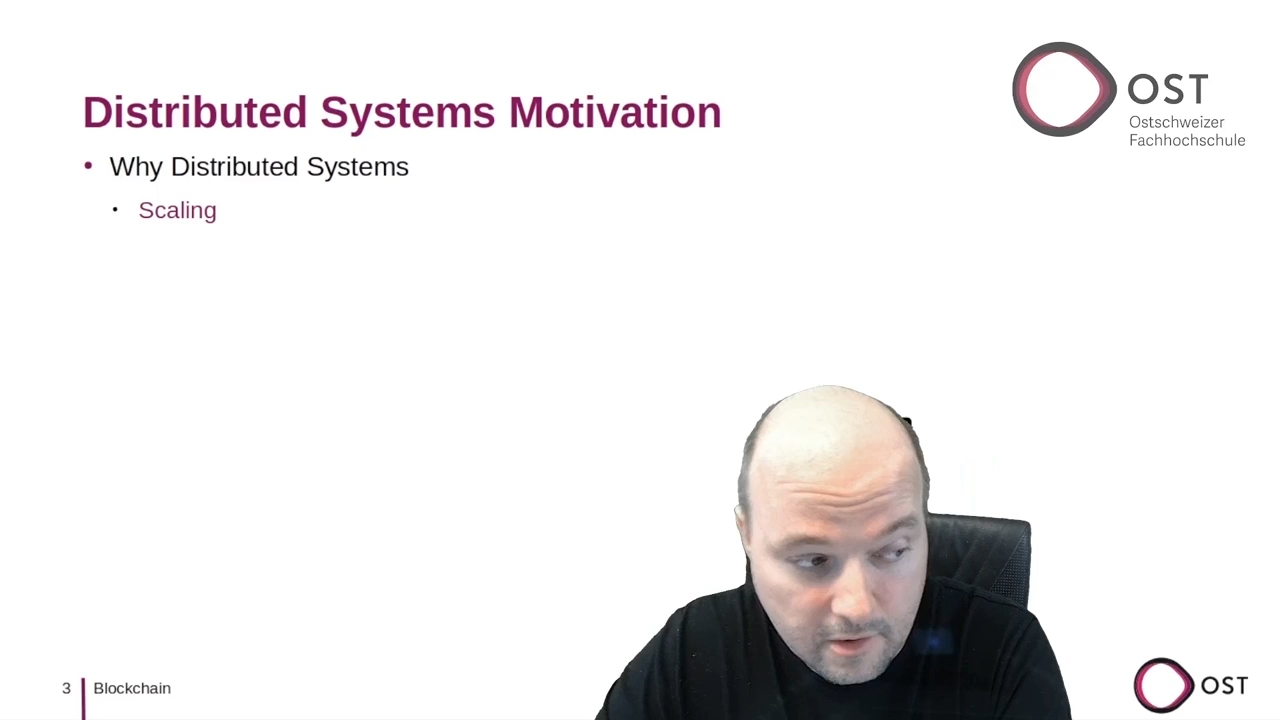 OST
Ostschweizer
Fachhochschule
Distributed Systems Motivation
• Why Distributed Systems
• Scaling
3
Blockchain
OST